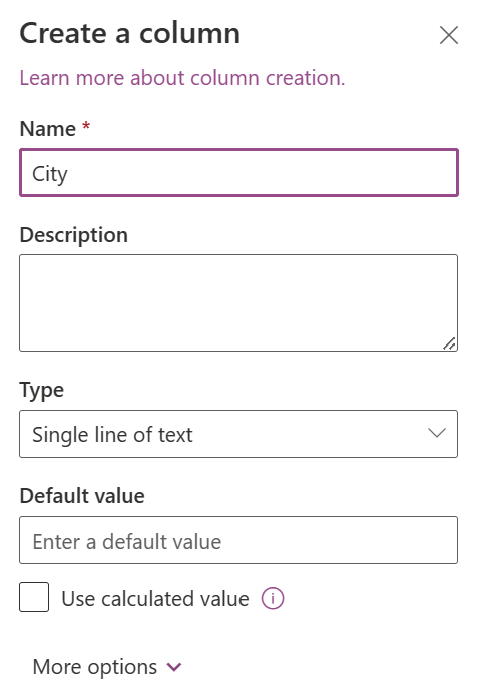 Create a column
Learn more about column creation.
Name *
City
Description
Type
Single line of text
Default value
Enter a default value
Use calculated value
More options